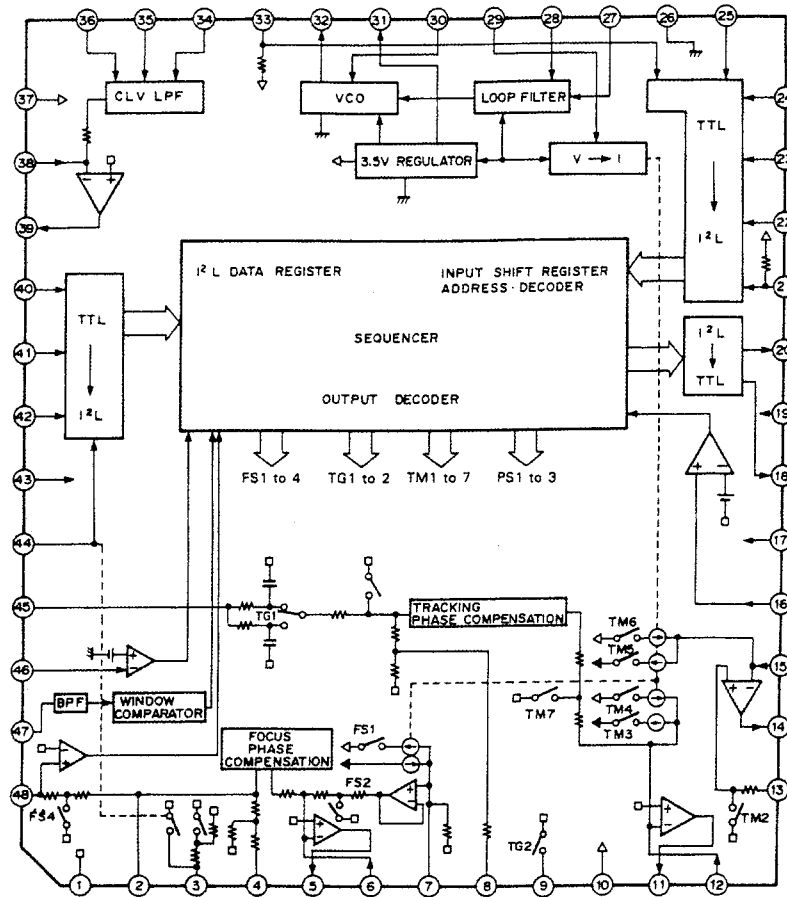 36 35 34 33 32 31 30 29 28 27 26 25
37
CLV LPF
VCO
LOOP FILTER
24
TTL
38
- +
3.5V REGULATOR
V → I
23
39
22
I²L
I²L DATA REGISTER
INPUT SHIFT REGISTER
ADDRESS·DECODER
40
21
TTL
SEQUENCER
I²L
41
20
TTL
I²L
OUTPUT DECODER
42
19
FS1 to 4
TG1 to 2
TM1 to 7
PS1 to 3
+ -
43
18
44
17
45
TG1
TRACKING
PHASE COMPENSATION
16
TM6
TM5
46
+
-
15
BPF
WINDOW
COMPARATOR
TM7
TM4
TM3
+ -
47
14
FOCUS
PHASE
COMPENSATION
FS1
-
+
FS2
+
-
48
13
FS4
TM2
+
-
TG2
+
-
1 2 3 4 5 6 7 8 9 10 11 12